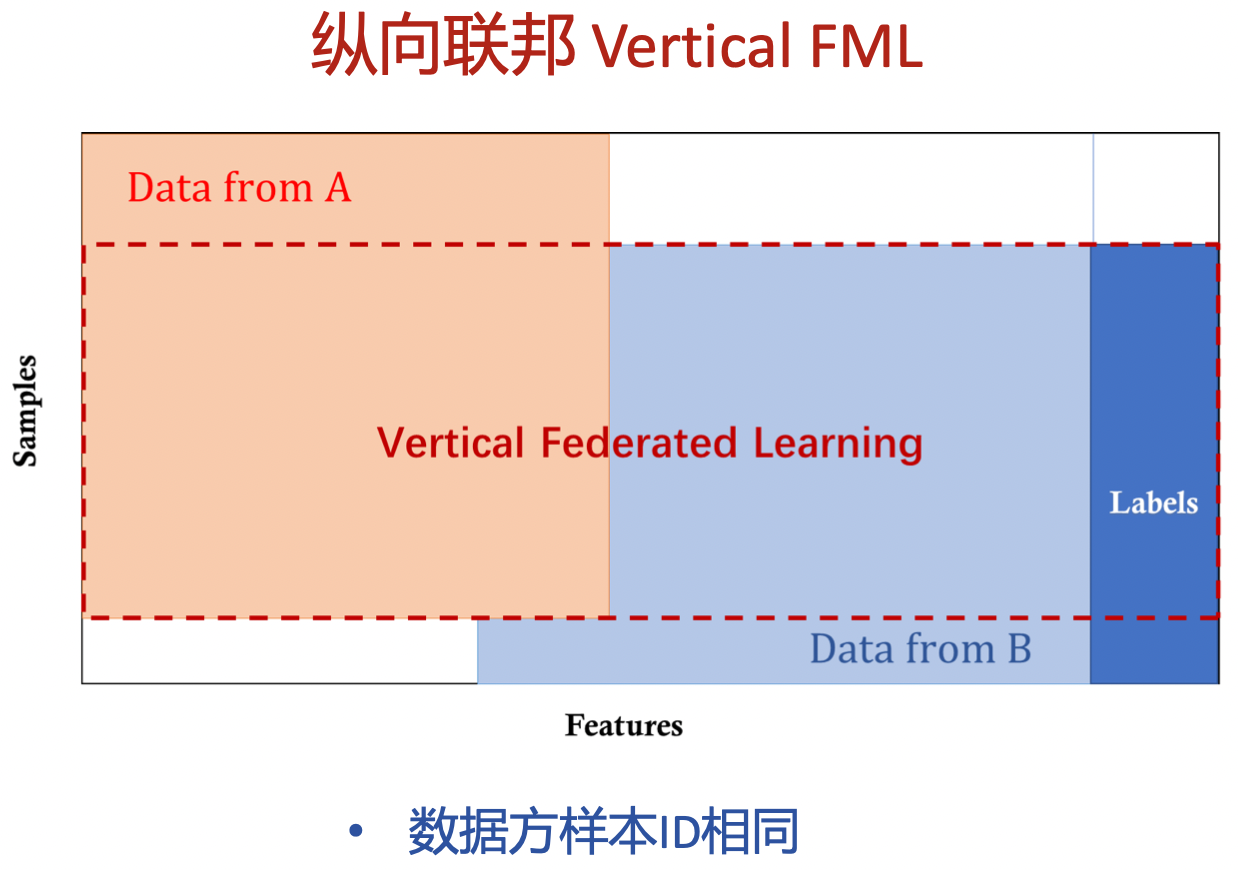 纵向联邦 Vertical FML
Data from A
Samples
Vertical Federated Learning
Labels
Data from B
Features
• 数据方样本ID相同